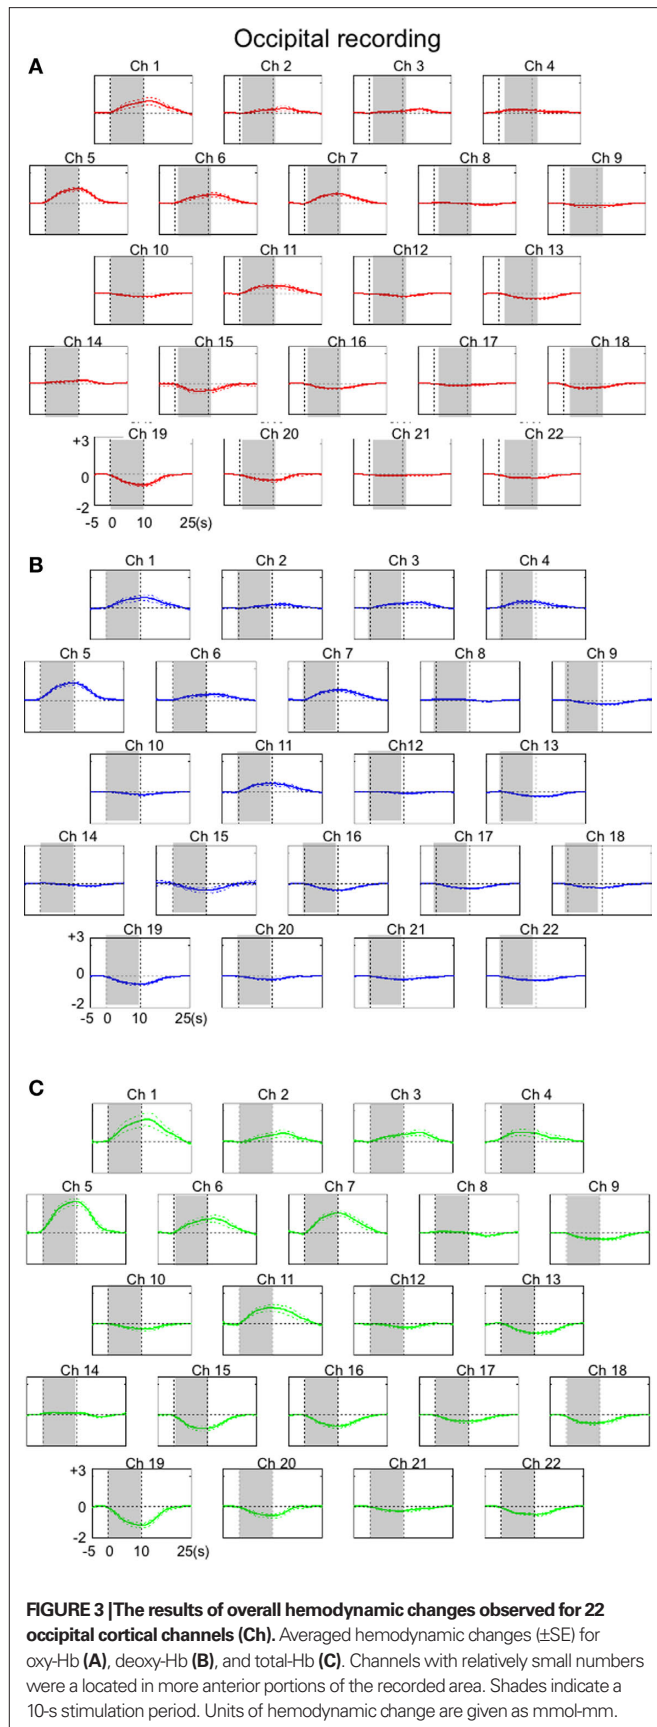 Occipital recording
A
Ch 1 Ch 2 Ch 3 Ch 4
Ch 5 Ch 6 Ch 7 Ch 8 Ch 9
Ch 10 Ch 11 Ch12 Ch 13
Ch 14 Ch 15 Ch 16 Ch 17 Ch 18
Ch 19 Ch 20 Ch 21 Ch 22
+3
0
-2
-5 0 10 25(s)
B
Ch 1 Ch 2 Ch 3 Ch 4
Ch 5 Ch 6 Ch 7 Ch 8 Ch 9
Ch 10 Ch 11 Ch12 Ch 13
Ch 14 Ch 15 Ch 16 Ch 17 Ch 18
Ch 19 Ch 20 Ch 21 Ch 22
+3
0
-2
-5 0 10 25(s)
C
Ch 1 Ch 2 Ch 3 Ch 4
Ch 5 Ch 6 Ch 7 Ch 8 Ch 9
Ch 10 Ch 11 Ch12 Ch 13
Ch 14 Ch 15 Ch 16 Ch 17 Ch 18
Ch 19 Ch 20 Ch 21 Ch 22
+3
0
-2
-5 0 10 25(s)
FIGURE 3 | The results of overall hemodynamic changes observed for 22
occipital cortical channels (Ch). Averaged hemodynamic changes (±SE) for
oxy-Hb (A), deoxy-Hb (B), and total-Hb (C). Channels with relatively small numbers
were a located in more anterior portions of the recorded area. Shades indicate a
10-s stimulation period. Units of hemodynamic change are given as mmol-mm.